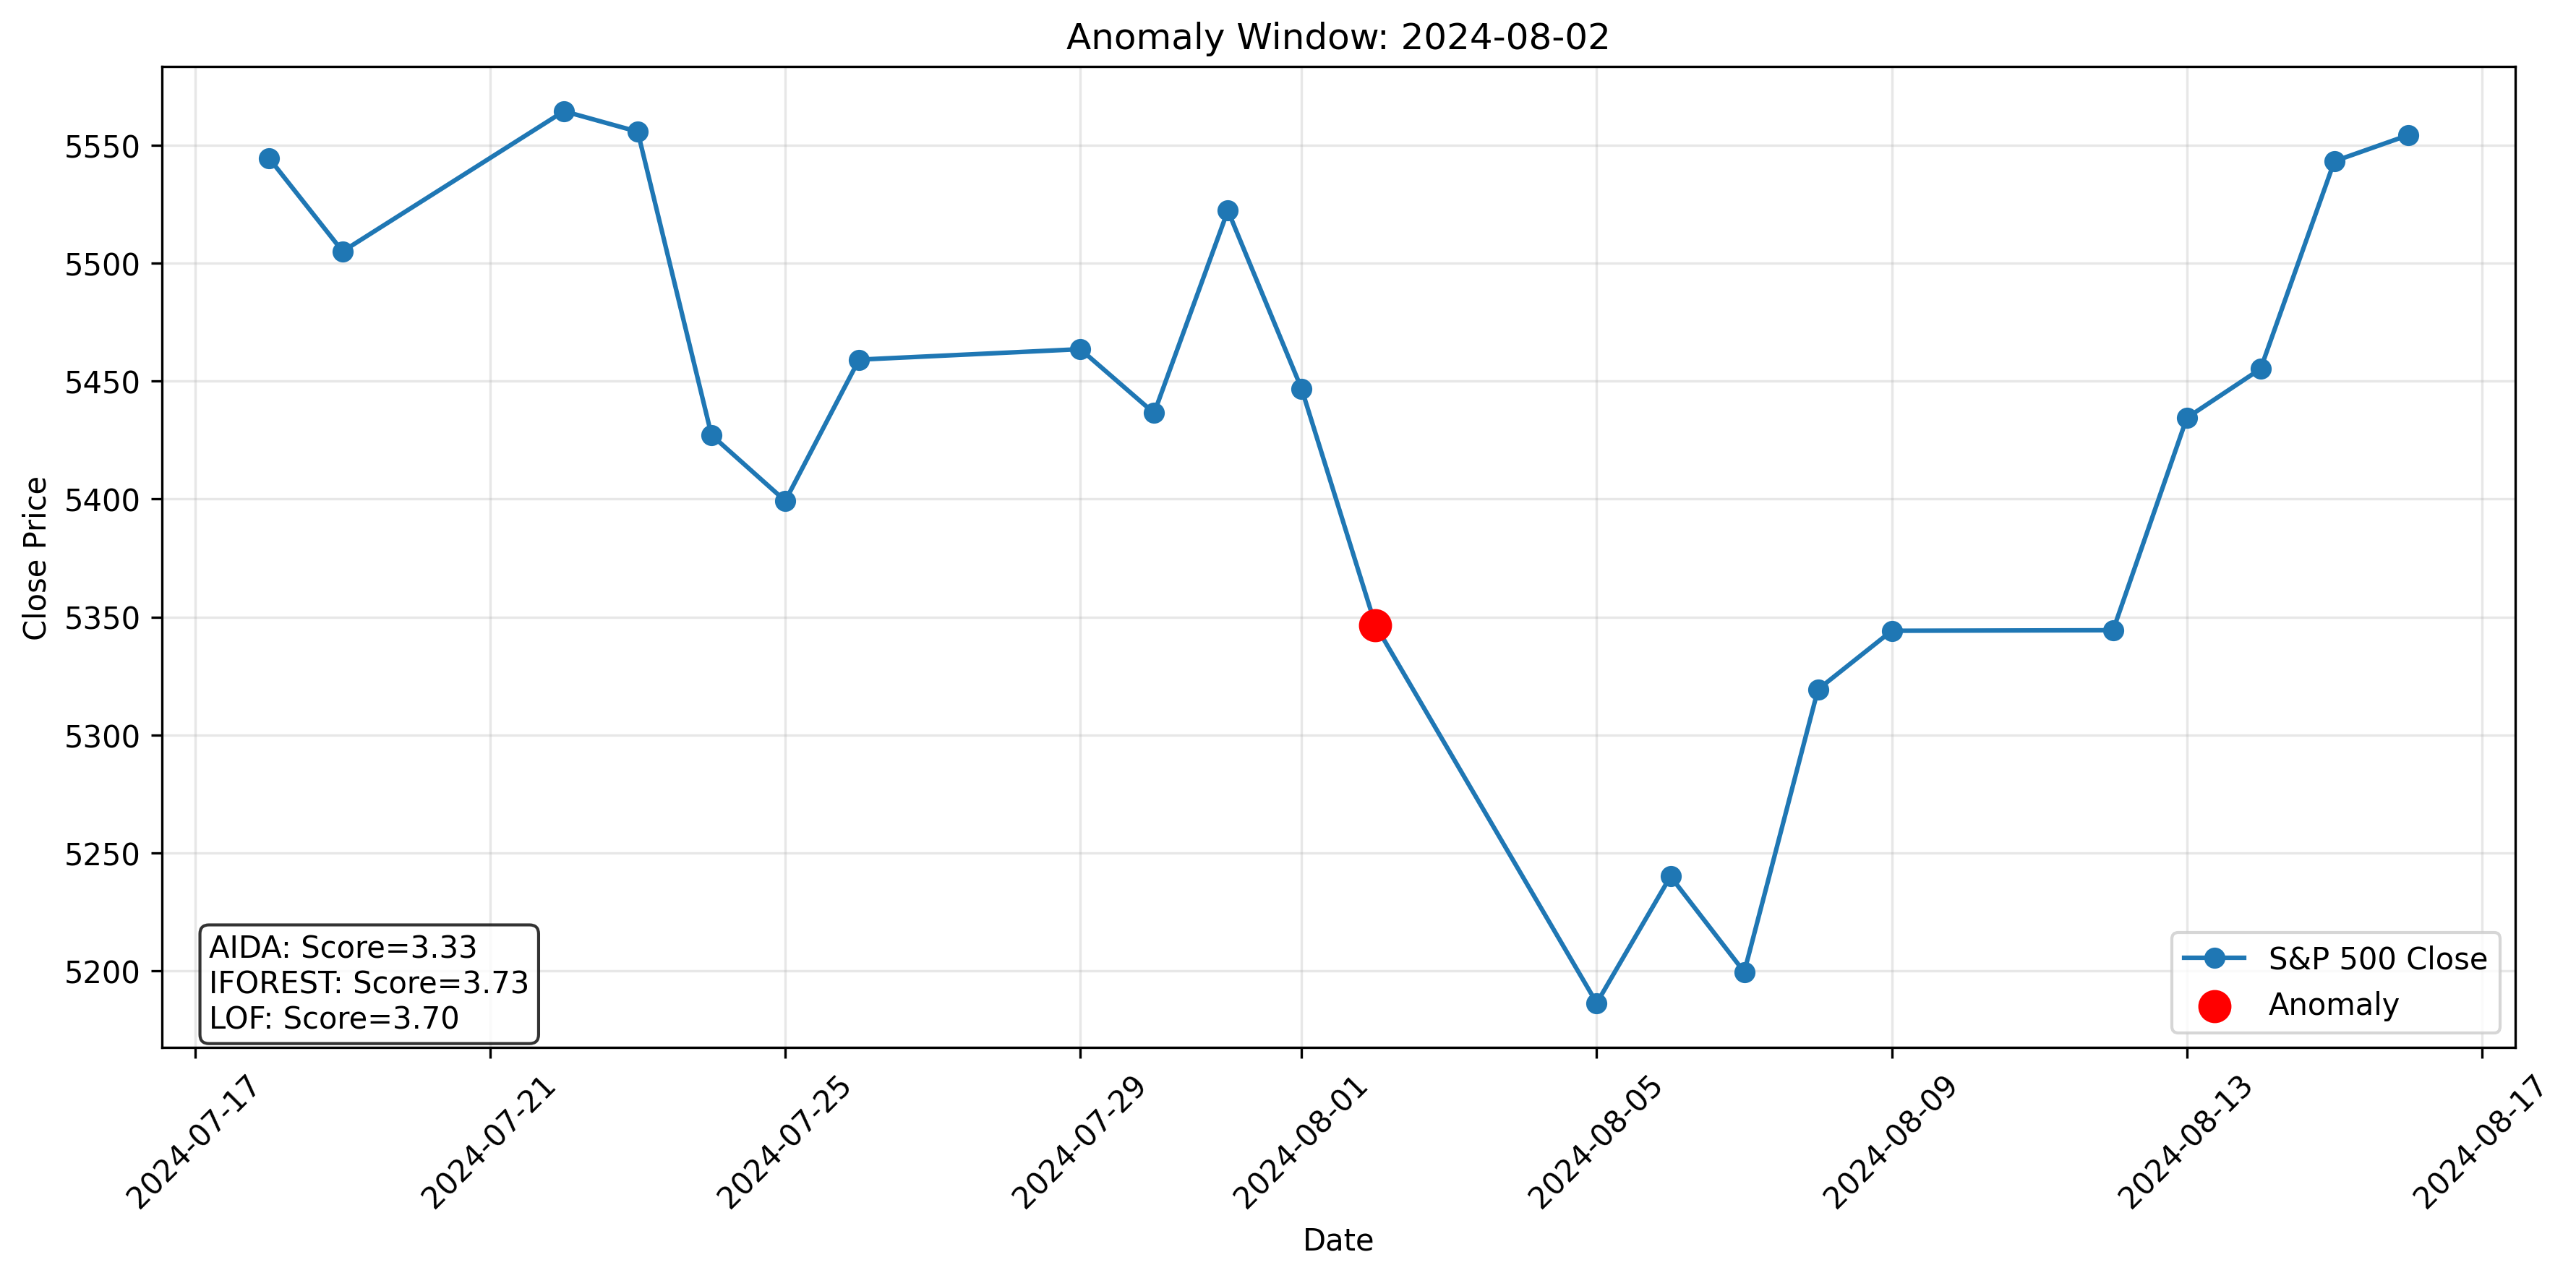 Anomaly Window: 2024-08-02
Close Price
5550
5500
5450
5400
5350
5300
5250
5200
AIDA: Score=3.33
IFOREST: Score=3.73
LOF: Score=3.70
S&P 500 Close
Anomaly
2024-07-17
2024-07-21
2024-07-25
2024-07-29
2024-08-01
2024-08-05
2024-08-09
2024-08-13
2024-08-17
Date